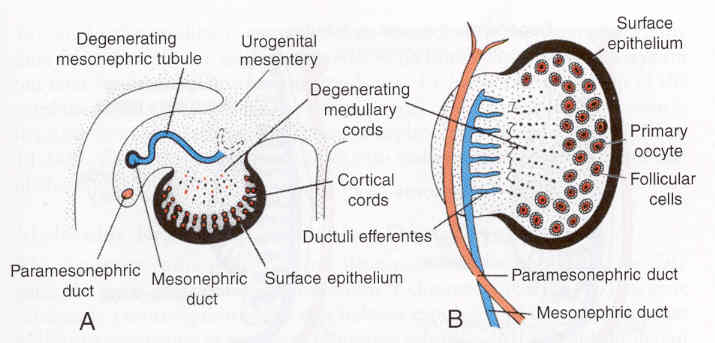 Degenerating
mesonephric tubule
Urogenital
mesentery
Degenerating
medullary
cords
Cortical
cords
Ductuli efferentes
Paramesonephric
duct
Mesonephric
duct
Surface epithelium
A
Surface
epithelium
Primary
oocyte
Follicular
cells
Paramesonephric duct
Mesonephric duct
B